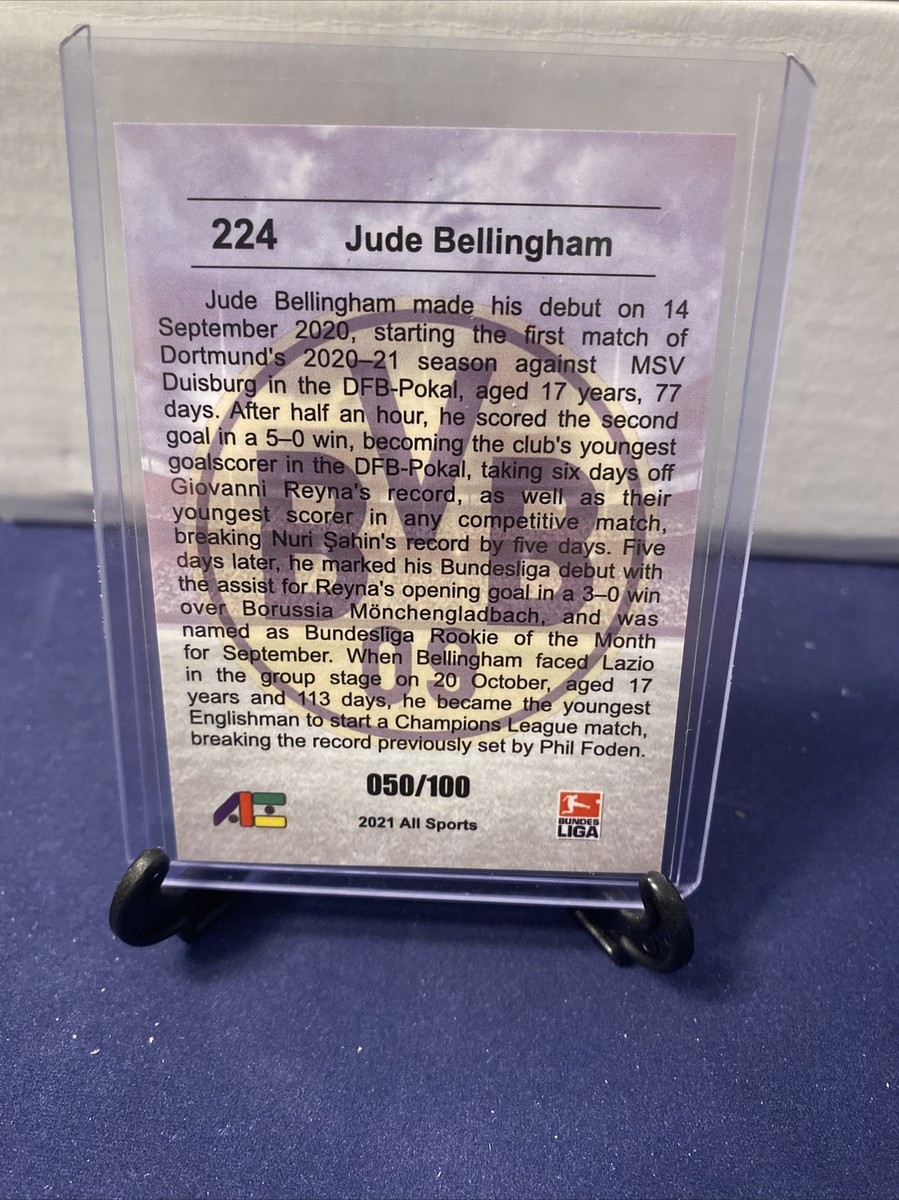 224 Jude Bellingham
Jude Bellingham made his debut on 14
September 2020, starting the first match of
Dortmund's 2020–21 season against MSV
Duisburg in the DFB-Pokal, aged 17 years, 77
days. After half an hour, he scored the second
goal in a 5–0 win, becoming the club's youngest
goalscorer in the DFB-Pokal, taking six days off
Giovanni Reyna's record, as well as their
youngest scorer in any competitive match,
breaking Nuri Şahin's record by five days. Five
days later, he marked his Bundesliga debut with
the assist for Reyna's opening goal in a 3–0 win
over Borussia Mönchengladbach, and was
named as Bundesliga Rookie of the Month
for September. When Bellingham faced Lazio
in the group stage on 20 October, aged 17
years and 113 days, he became the youngest
Englishman to start a Champions League match,
breaking the record previously set by Phil Foden.
BVB
09
050/100
2021 All Sports
AE
BUNDES
LIGA